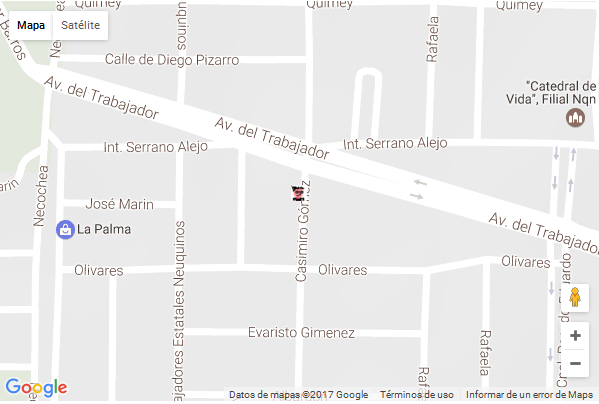 Quimey
Quimey
Mapa
Satélite
Rafaela
Calle de Diego Pizarro
Av. del Trabajador
"Catedral de
Vida", Filial Nqn
Av. del Trabajador
Int. Serrano Alejo
Int. Serrano Alejo
Necochea
José Marin
Casimiro Gómez
La Palma
Av. del Trabajador
Olivares
Olivares
Olivares
Evaristo Gimenez
Rafaela
Rafaela
Google
Datos de mapas ©2017 Google
Términos de uso
Informar de un error de Maps